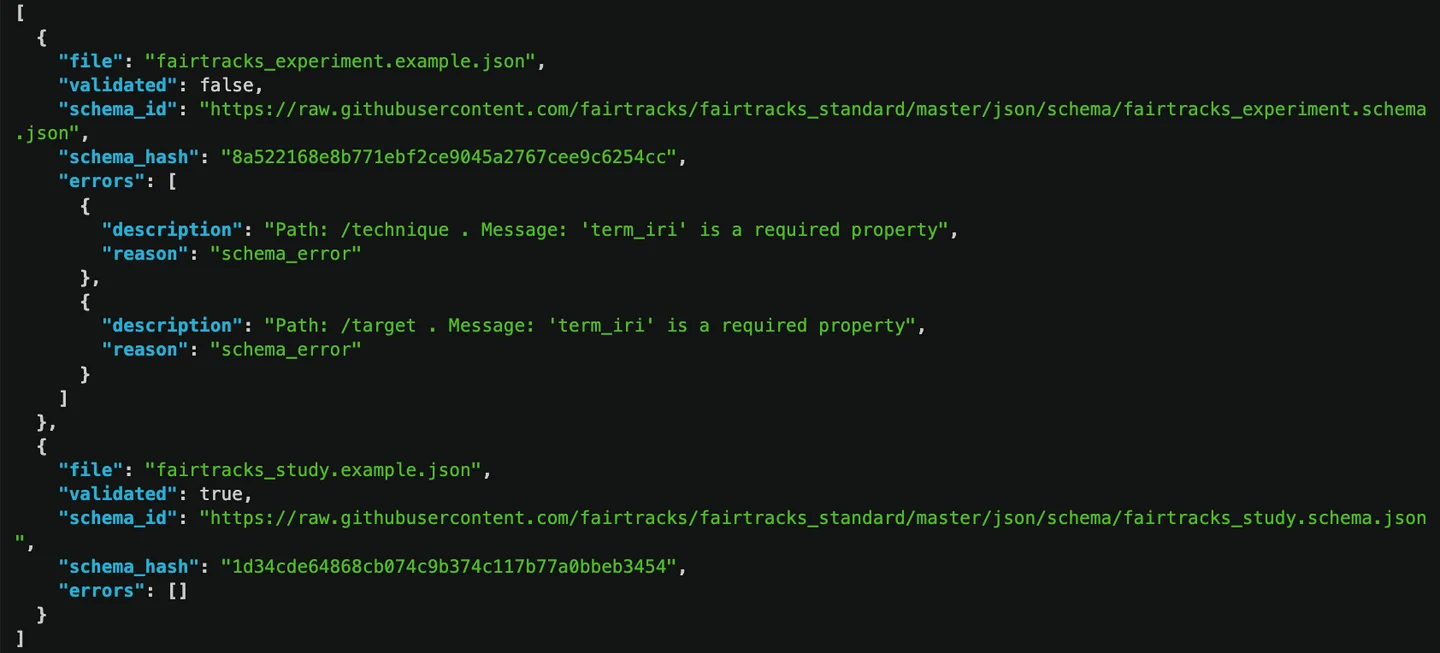 [
  {
    "file": "fairtracks_experiment.example.json",
    "validated": false,
    "schema_id": "https://raw.githubusercontent.com/fairtracks/fairtracks_standard/master/json/schema/fairtracks_experiment.schema
.json",
    "schema_hash": "8a522168e8b771ebf2ce9045a2767cee9c6254cc",
    "errors": [
      {
        "description": "Path: /technique . Message: 'term_iri' is a required property",
        "reason": "schema_error"
      },
      {
        "description": "Path: /target . Message: 'term_iri' is a required property",
        "reason": "schema_error"
      }
    ]
  },
  {
    "file": "fairtracks_study.example.json",
    "validated": true,
    "schema_id": "https://raw.githubusercontent.com/fairtracks/fairtracks_standard/master/json/schema/fairtracks_study.schema.json
",
    "schema_hash": "1d34cde64868cb074c9b374c117b77a0bbeb3454",
    "errors": []
  }
]